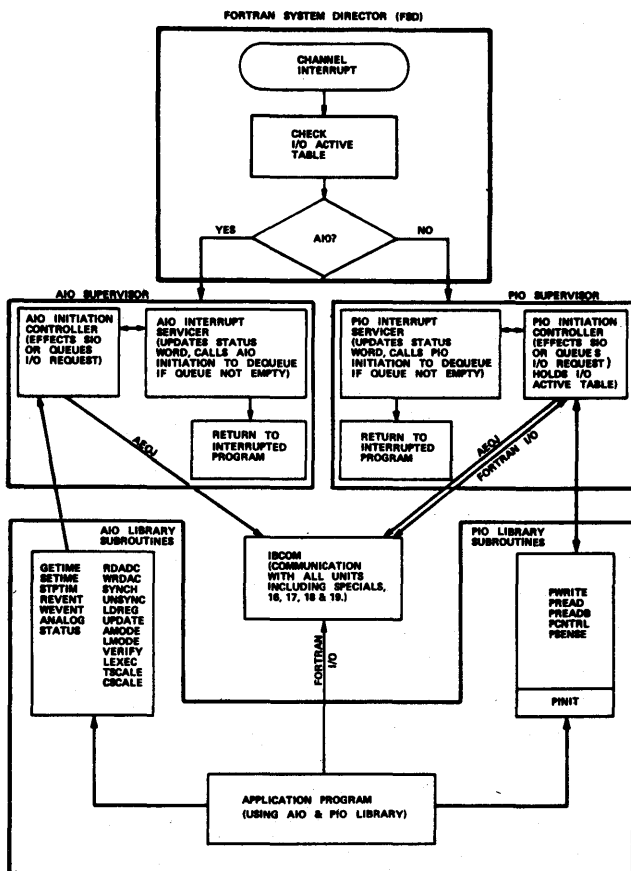 FORTRAN SYSTEM DIRECTOR (FSD)
CHANNEL
INTERRUPT
CHECK
I/O ACTIVE
TABLE
YES
AIO?
NO
AIO SUPERVISOR
AIO INITIATION
CONTROLLER
(EFFECTS SIO
OR QUEUES
I/O REQUEST)
AIO INTERRUPT
SERVICER
(UPDATES STATUS
WORD, CALLS AIO
INITIATION TO DEQUEUE
IF QUEUE NOT EMPTY)
RETURN TO
INTERRUPTED
PROGRAM
PIO SUPERVISOR
PIO INTERRUPT
SERVICER
(UPDATES STATUS
WORD, CALLS PIO
INITIATION TO DEQUEUE
IF QUEUE NOT EMPTY)
PIO INITIATION
CONTROLLER
(EFFECTS SIO
OR QUEUES
I/O REQUEST)
HOLDS I/O
ACTIVE TABLE)
RETURN TO
INTERRUPTED
PROGRAM
AEOJ
AEOJ
FORTRAN I/O
AIO LIBRARY
SUBROUTINES
GETIME RDADC
SETIME WRDAC
STPTIM SYNCH
REVENT UNSYNC
WEVENT LDREG
ANALOG UPDATE
STATUS AMODE
LMODE
VERIFY
LEXEC
TSCALE
CSCALE
IBCOM
(COMMUNICATION
WITH ALL UNITS
INCLUDING SPECIALS,
16, 17, 18 & 19.)
PIO LIBRARY
SUBROUTINES
PWRITE
PREAD
PREADB
PCNTRL
PSENSE
PINIT
FORTRAN
I/O
APPLICATION PROGRAM
(USING AIO & PIO LIBRARY)